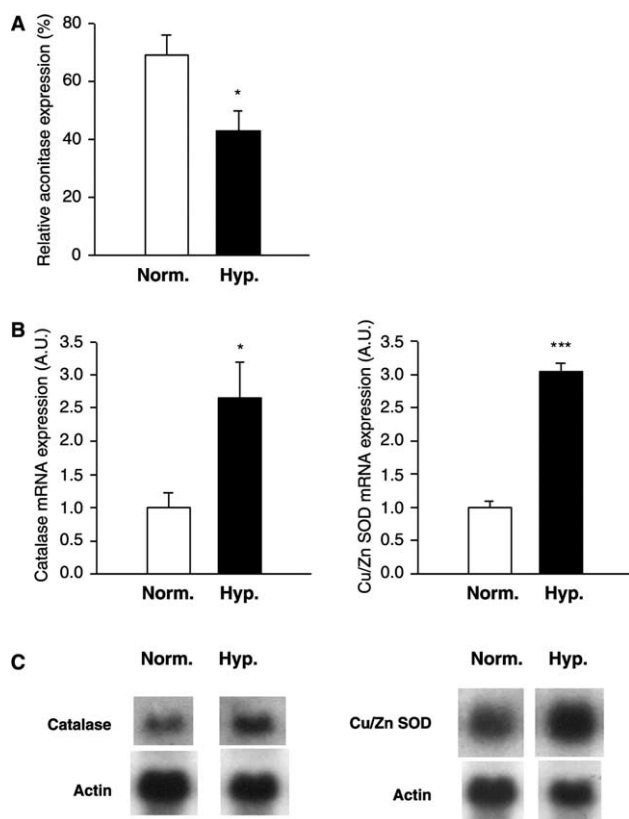 A
Relative aconitase expression (%)
80
60
40
20
0
*
Norm. Hyp.
B
Catalase mRNA expression (A.U.)
3.5
3.0
2.5
2.0
1.5
1.0
0.5
0.0
*
Norm. Hyp.
Cu/Zn SOD mRNA expression (A.U.)
3.5
3.0
2.5
2.0
1.5
1.0
0.5
0.0
***
Norm. Hyp.
C
Norm. Hyp.
Catalase
Actin
Norm. Hyp.
Cu/Zn SOD
Actin